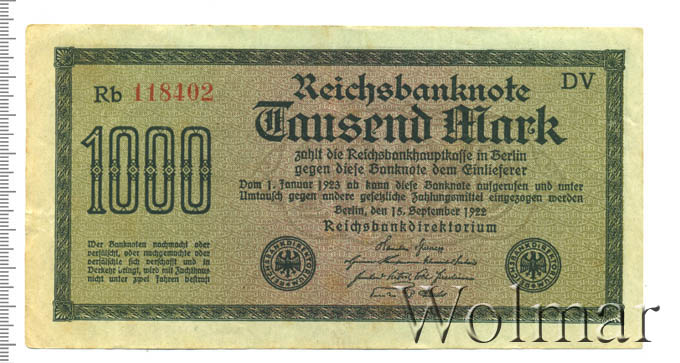 Rb 118402
DV
Reichsbanknote
1000
Tausend Mark
zahlt die Reichsbankhauptkasse in Berlin
gegen diese Banknote dem Einlieferer
Vom 1. Januar 1923 ab kann diese Banknote aufgerufen und unter
Umtausch gegen andere gesetzliche Zahlungsmittel eingezogen werden
Berlin, den 15. September 1922
Reichsbankdirektorium
Wer Banknoten nachmacht oder
verfälscht, oder nachgemachte oder
verfälschte sich verschafft und in
Verkehr bringt, wird mit Zuchthaus
nicht unter zwei Jahren bestraft
Wolmar